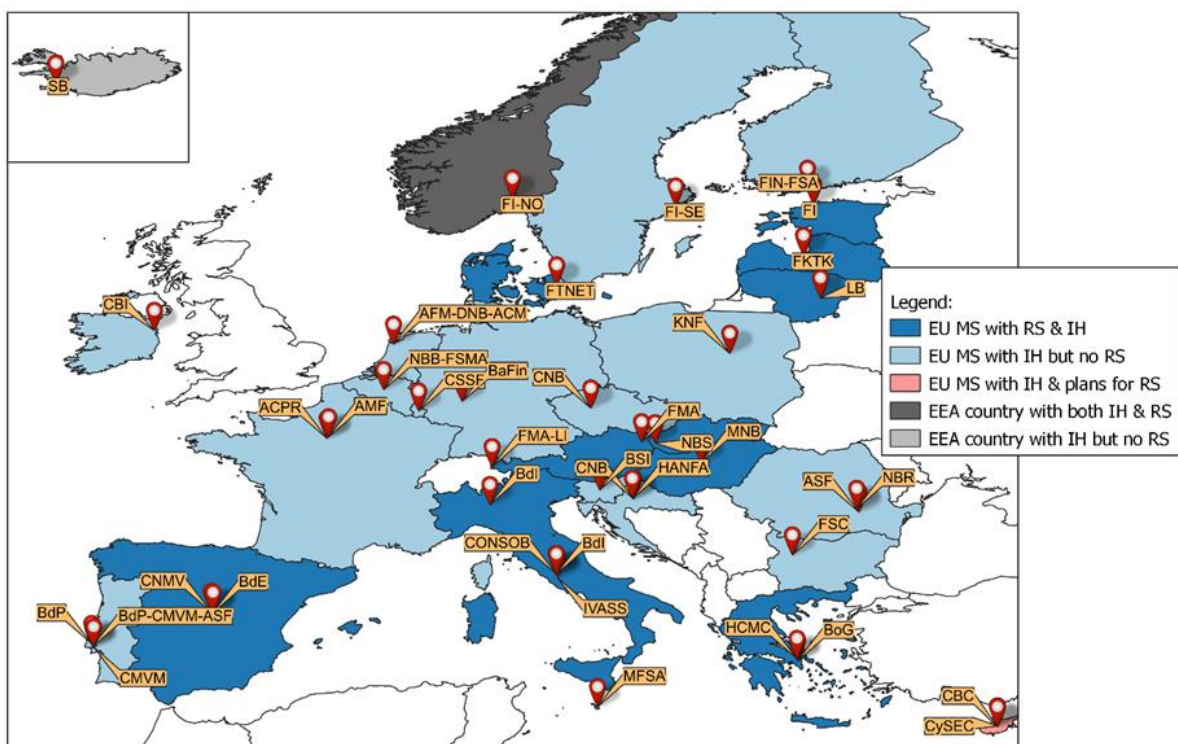 SB
FI-NO
FI-SE
FIN-FSA
FI
FKTK
LB
FTNET
CBI
AFM-DNB-ACM
KNF
NBB-FSMA
CSSF
BaFin
CNB
ACPR
AMF
FMA
NBS
MNB
FMA-LI
BdI
CNB
BSI
HANFA
ASF
NBR
FSC
CONSOB
BdI
IVASS
CNMV
BdE
BdP
BdP-CMVM-ASF
CMVM
HCMC
BoG
MFSA
CBC
CySEC
Legend:
EU MS with RS & IH
EU MS with IH but no RS
EU MS with IH & plans for RS
EEA country with both IH & RS
EEA country with IH but no RS